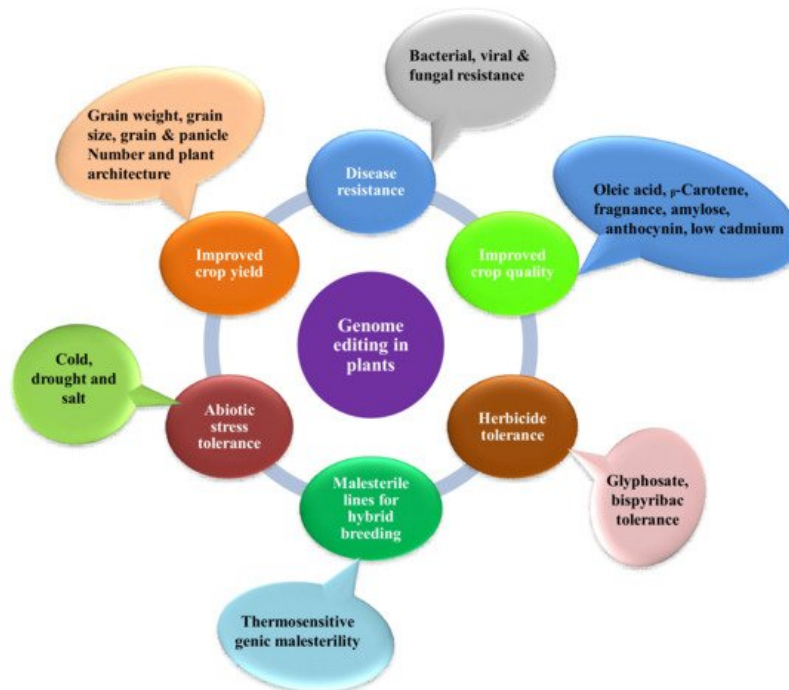 Bacterial, viral &
fungal resistance
Grain weight, grain
size, grain & panicle
Number and plant
architecture
Disease
resistance
Oleic acid, β-Carotene,
fragnance, amylose,
anthocynin, low cadmium
Improved
crop yield
Improved
crop quality
Genome
editing in
plants
Cold,
drought and
salt
Abiotic
stress
tolerance
Herbicide
tolerance
Malesterile
lines for
hybrid
breeding
Glyphosate,
bispyribac
tolerance
Thermosensitive
genic malesterility